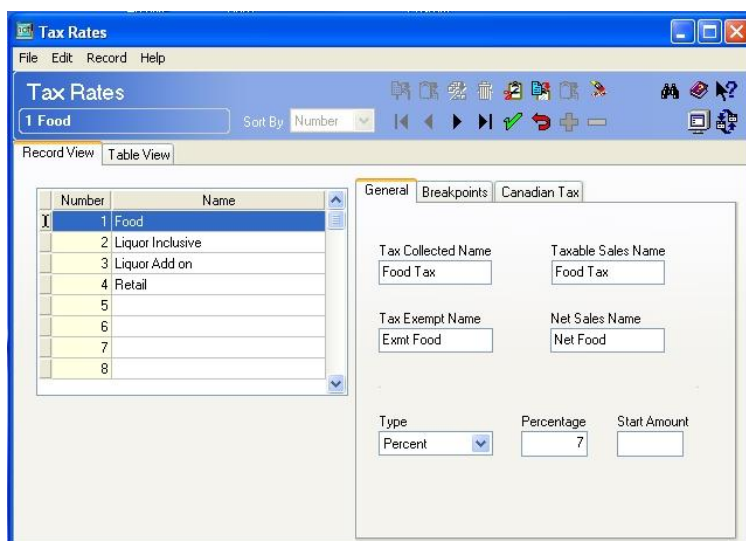 Tax Rates
File Edit Record Help
Tax Rates
1 Food
Sort By Number
Record View Table View
Number Name
1 Food
2 Liquor Inclusive
3 Liquor Add on
4 Retail
5
6
7
8
General Breakpoints Canadian Tax
Tax Collected Name Taxable Sales Name
Food Tax Food Tax
Tax Exempt Name Net Sales Name
Exmt Food Net Food
Type Percentage Start Amount
Percent 7